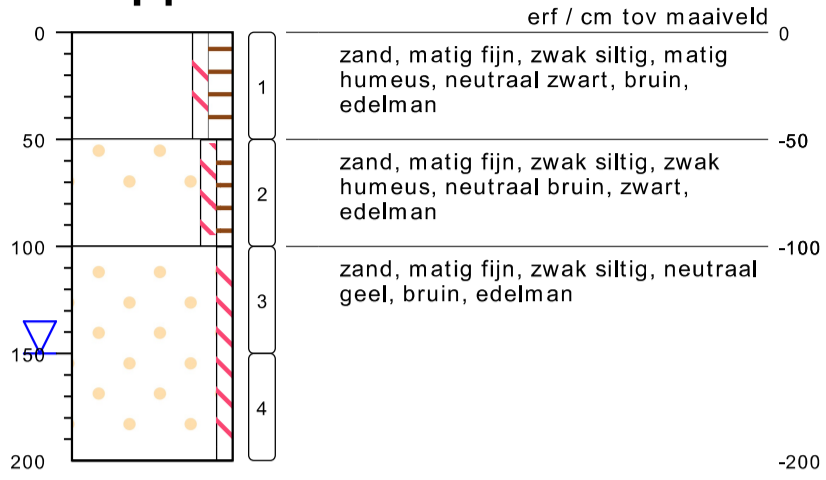 erf / cm tov maaiveld
0
0
zand, matig fijn, zwak siltig, matig
humeus, neutraal zwart, bruin,
edelman
1
50
-50
zand, matig fijn, zwak siltig, zwak
humeus, neutraal bruin, zwart,
edelman
2
100
-100
zand, matig fijn, zwak siltig, neutraal
geel, bruin, edelman
3
150
4
200
-200